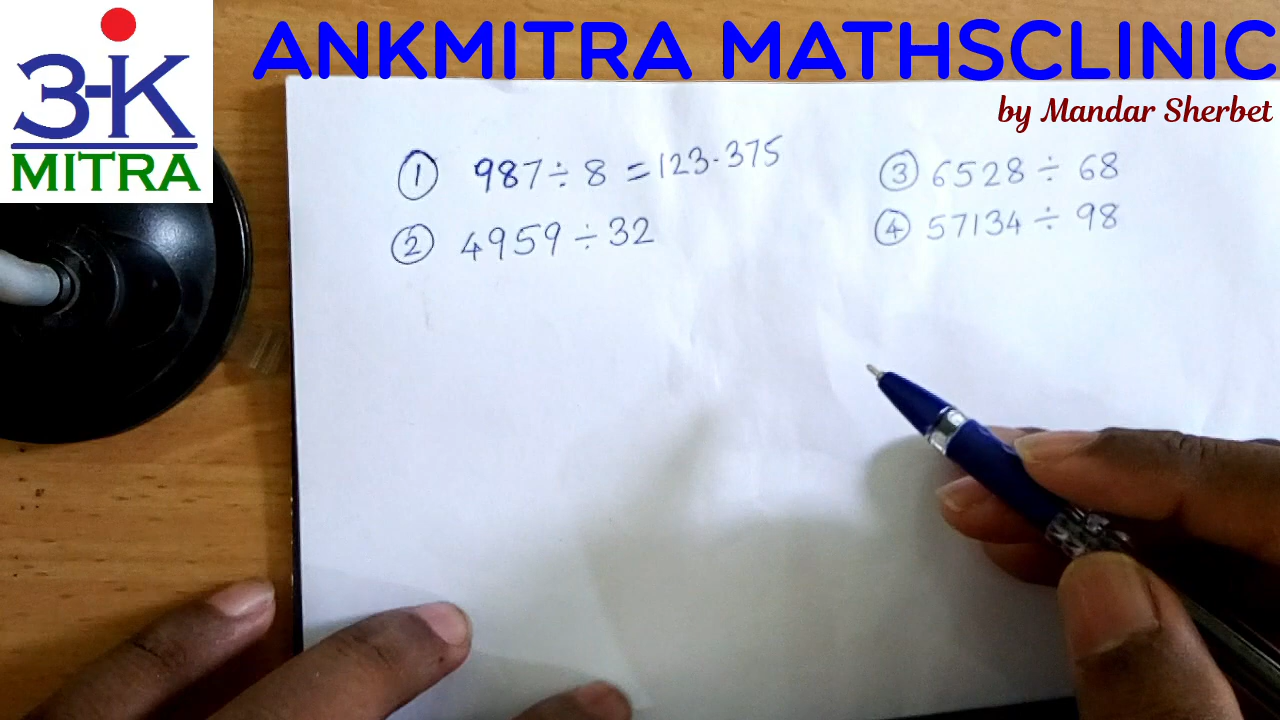 3-K
MITRA
ANKMITRA MATHSCLINIC
by Mandar Sherbet
① 987 ÷ 8 = 123.375
② 4959 ÷ 32
③ 6528 ÷ 68
④ 57134 ÷ 98